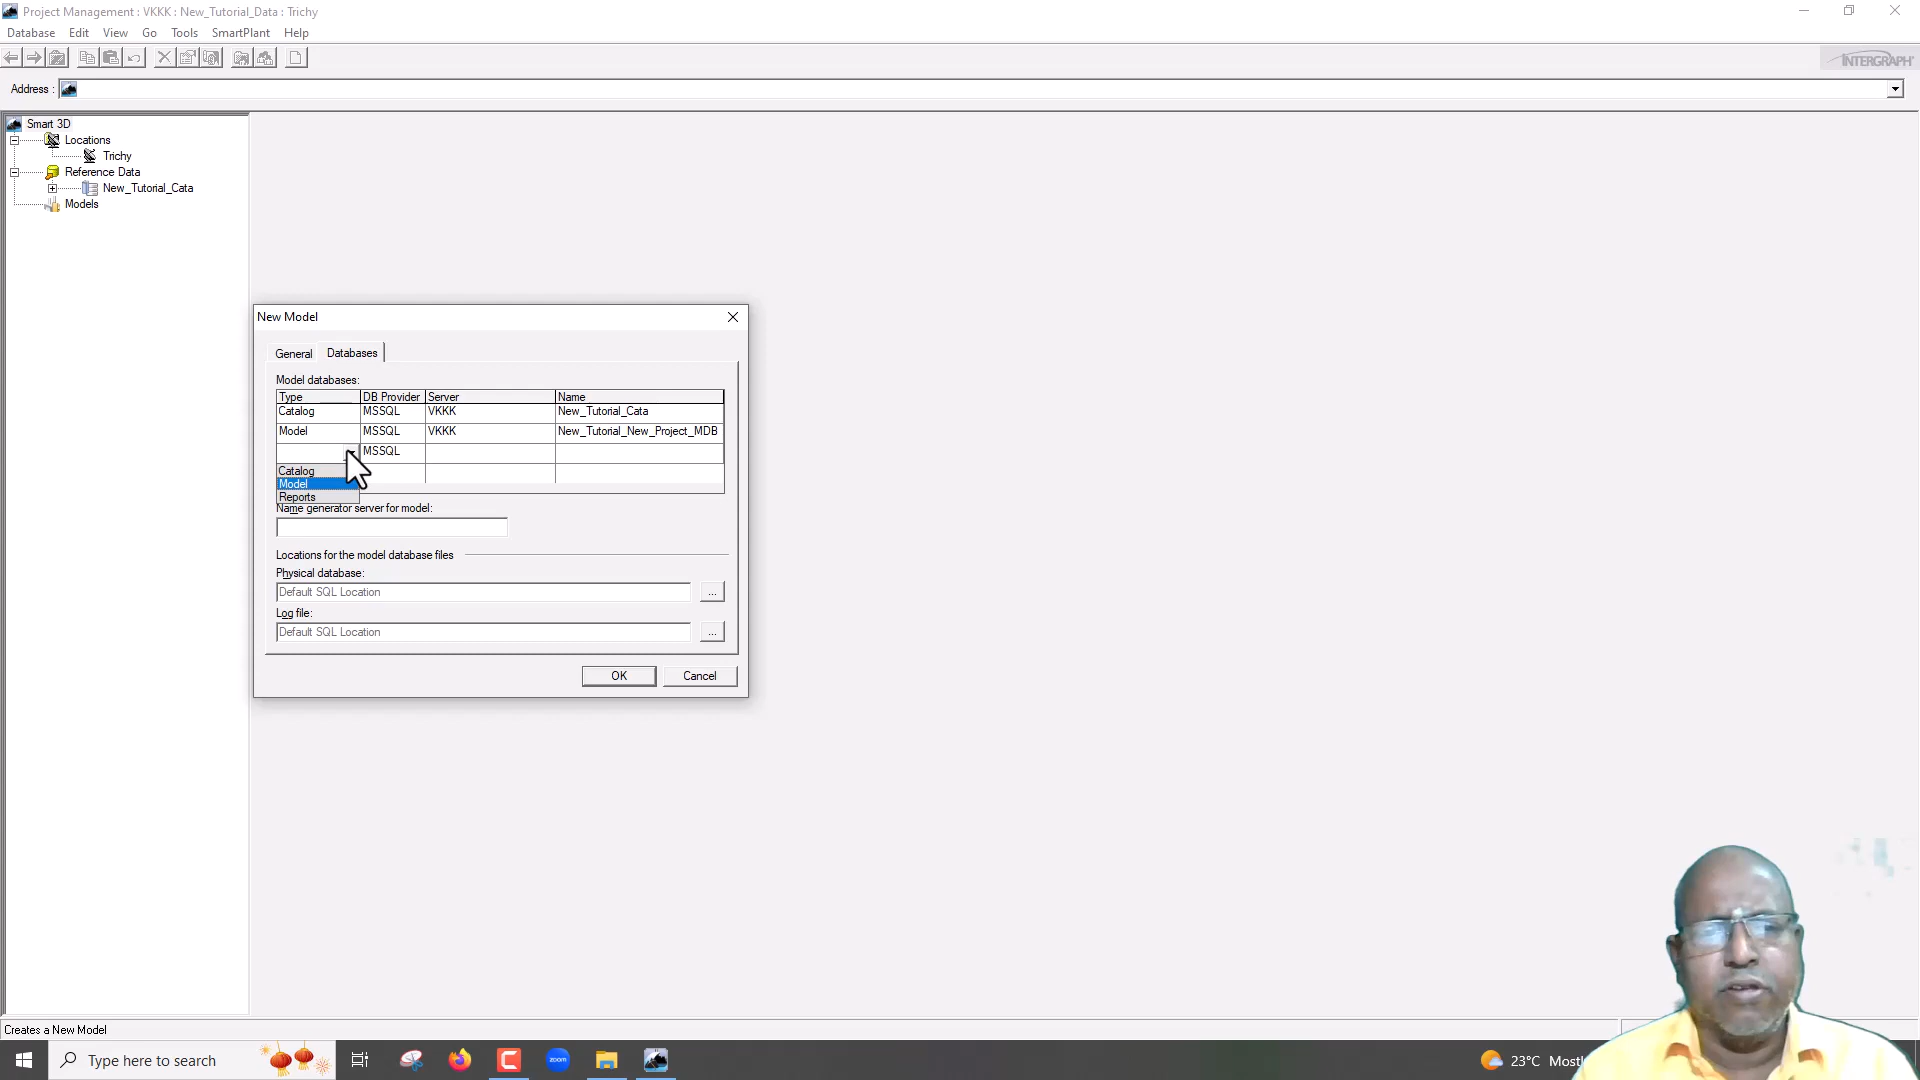 Project Management : VKKK : New_Tutorial_Data : Trichy
Database Edit View Go Tools SmartPlant Help
INTERGRAPH
Address :
Smart 3D
Locations
Trichy
Reference Data
New_Tutorial_Cata
Models
New Model
General Databases
Model databases:
Type DB Provider Server Name
Catalog MSSQL VKKK New_Tutorial_Cata
Model MSSQL VKKK New_Tutorial_New_Project_MDB
MSSQL
Catalog
Model
Reports
Name generator server for model:
Locations for the model database files
Physical database:
Default SQL Location ...
Log file:
Default SQL Location ...
OK Cancel
Creates a New Model
Type here to search
zoom
23°C